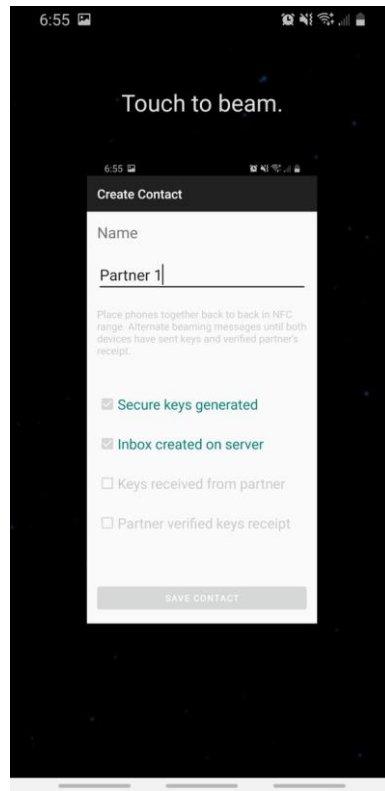 6:55
Touch to beam.
6:55
Create Contact
Name
Partner 1
Place phones together back to back in NFC
range. Alternate beaming messages until both
devices have sent keys and verified partner's
receipt.
Secure keys generated
Inbox created on server
Keys received from partner
Partner verified keys receipt
SAVE CONTACT